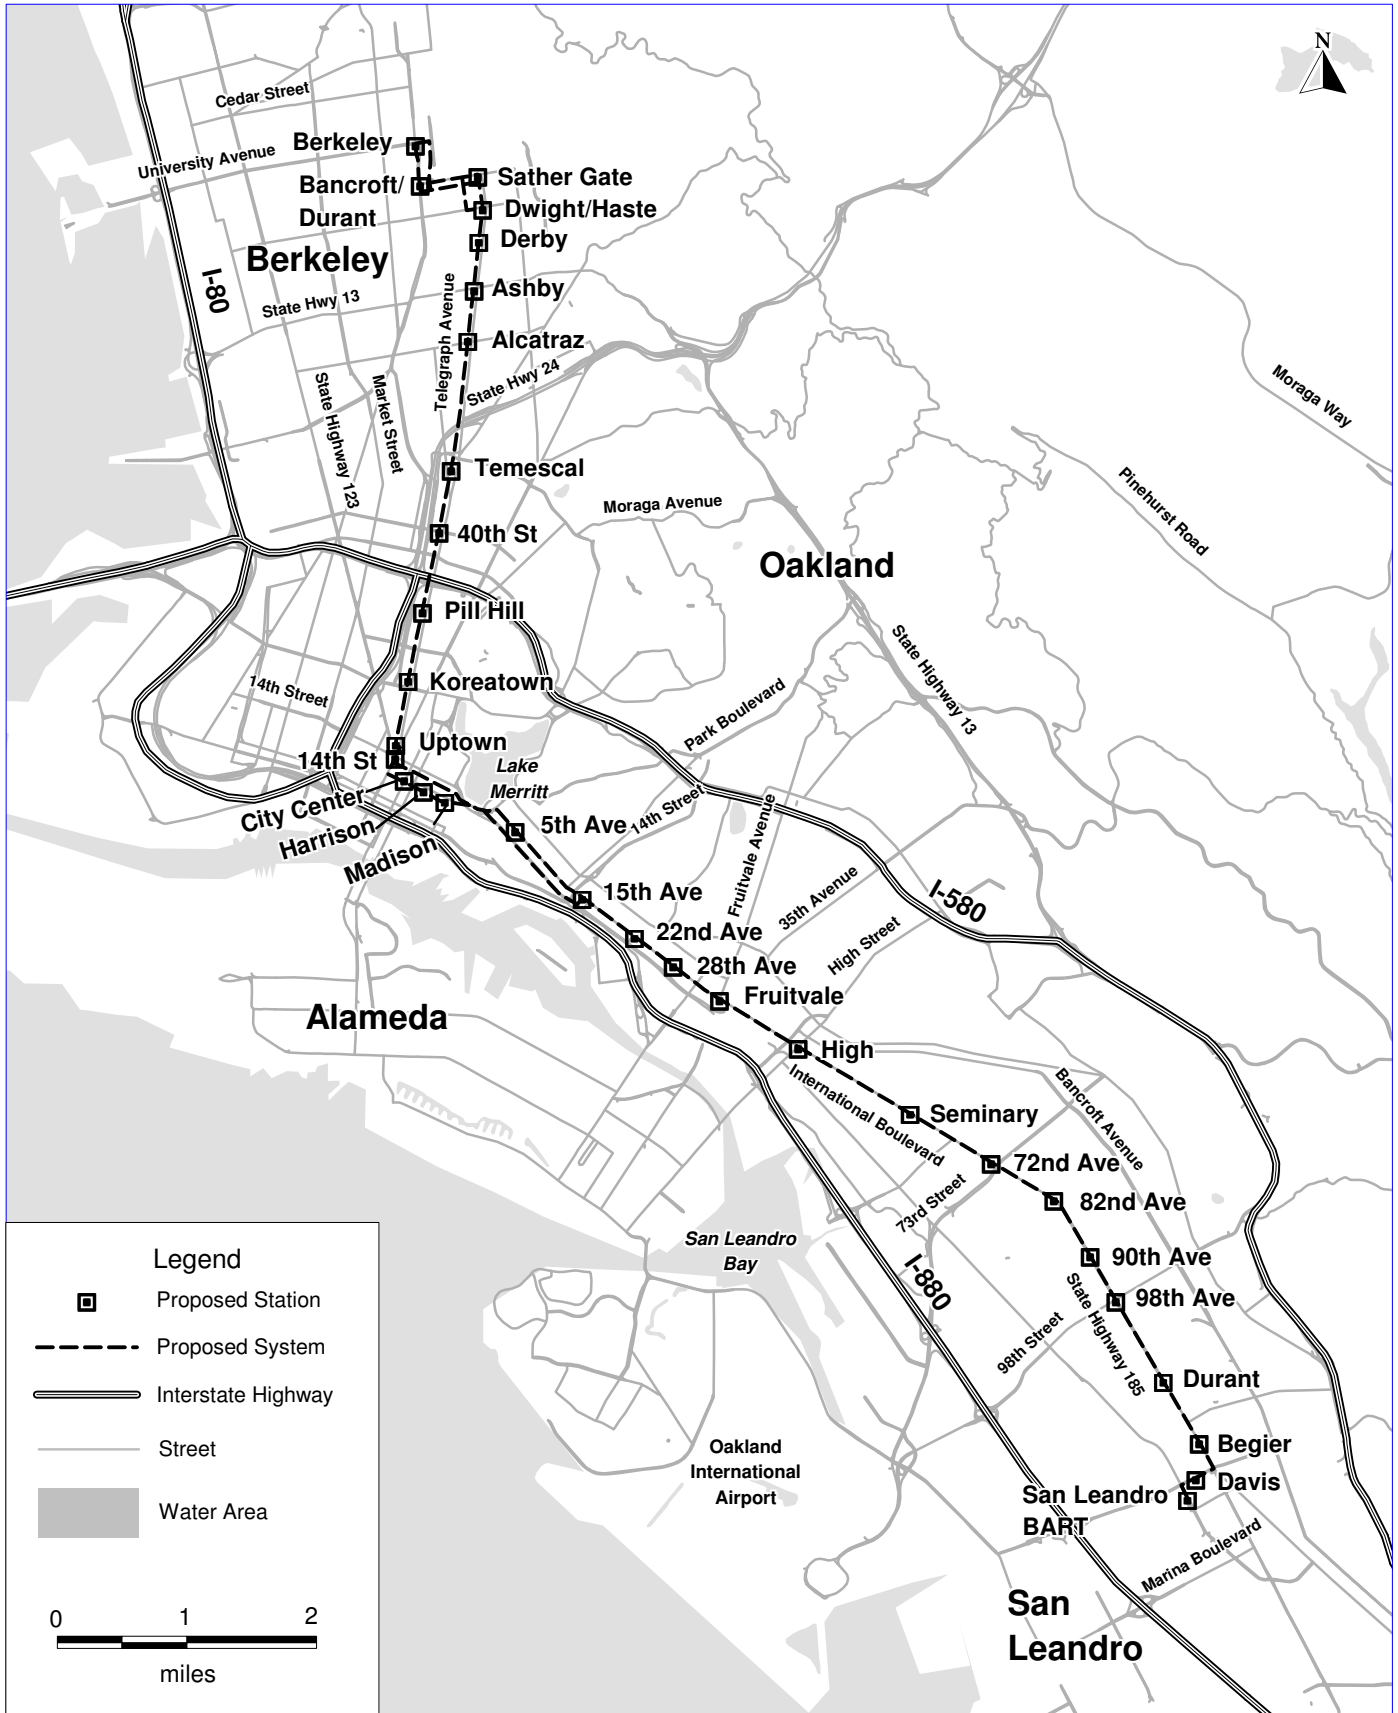 N
Cedar Street
Berkeley
University Avenue
Bancroft/
Durant
Sather Gate
Dwight/Haste
Derby
Berkeley
I-80
State Hwy 13
Ashby
Telegraph Avenue
Alcatraz
State Hwy 24
State Highway 123
Market Street
Moraga Way
Temescal
Pinehurst Road
Moraga Avenue
40th St
Oakland
Pill Hill
State Highway 13
14th Street
Koreatown
Park Boulevard
Uptown
14th St
Lake
Merritt
City Center
Harrison
Madison
5th Ave
14th Street
Fruitvale Avenue
15th Ave
35th Avenue
I-580
22nd Ave
High Street
28th Ave
Fruitvale
Alameda
High
International Boulevard
Bancroft Avenue
Seminary
72nd Ave
73rd Street
82nd Ave
San Leandro
Bay
I-880
90th Ave
98th Ave
State Highway 185
98th Street
Durant
Oakland
International
Airport
Begier
Davis
San Leandro
BART
Marina Boulevard
San
Leandro
Legend
Proposed Station
Proposed System
Interstate Highway
Street
Water Area
0 1 2
miles